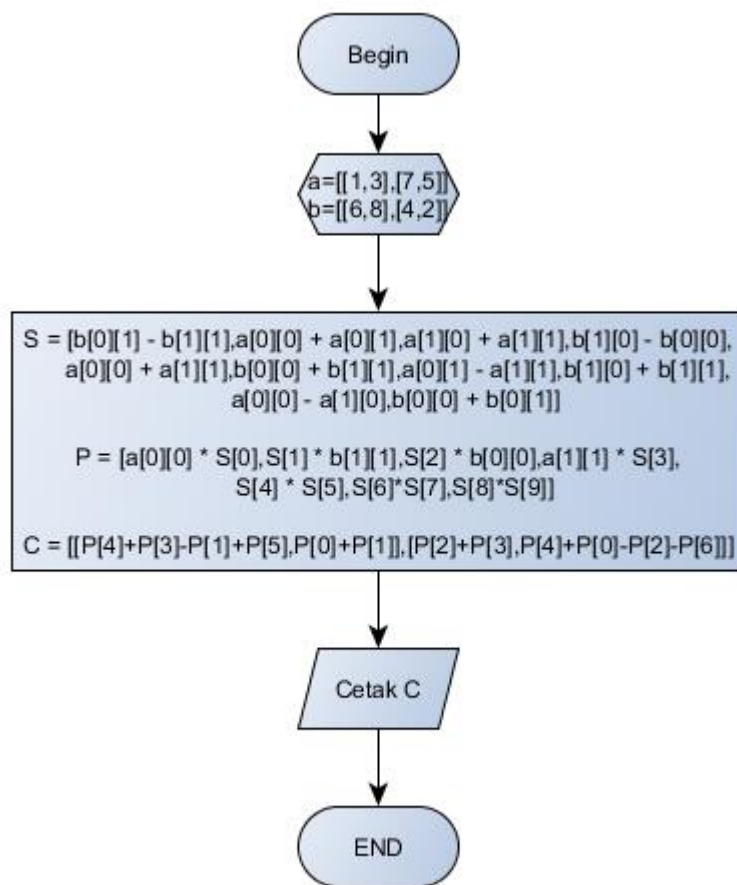 Begin
a=[[1,3],[7,5]]
b=[[6,8],[4,2]]
S = [b[0][1] - b[1][1],a[0][0] + a[0][1],a[1][0] + a[1][1],b[1][0] - b[0][0],
a[0][0] + a[1][1],b[0][0] + b[1][1],a[0][1] - a[1][1],b[1][0] + b[1][1],
a[0][0] - a[1][0],b[0][0] + b[0][1]]
P = [a[0][0] * S[0],S[1] * b[1][1],S[2] * b[0][0],a[1][1] * S[3],
S[4] * S[5],S[6]*S[7],S[8]*S[9]]
C = [[P[4]+P[3]-P[1]+P[5],P[0]+P[1]],[P[2]+P[3],P[4]+P[0]-P[2]-P[6]]]
Cetak C
END